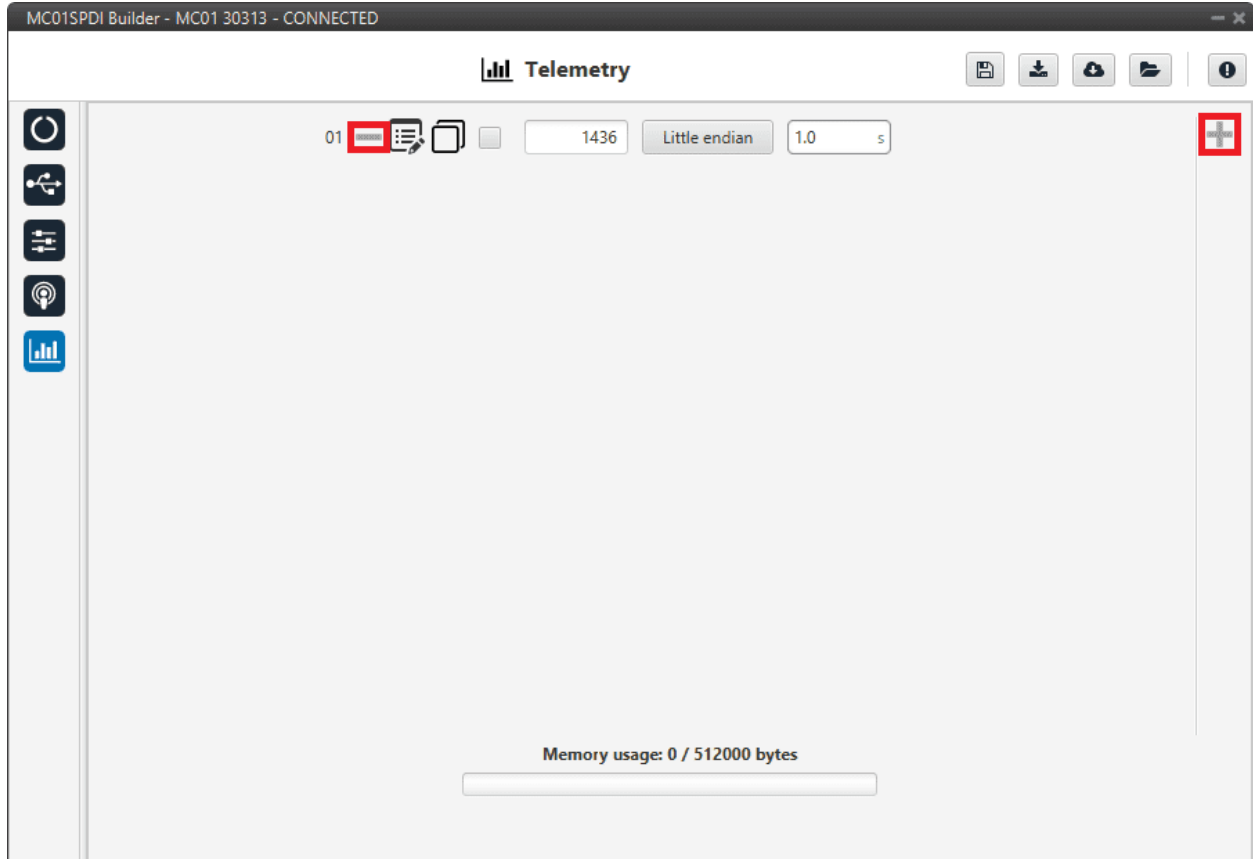 MC01SPDI Builder - MC01 30313 - CONNECTED
Telemetry
01 1436 Little endian 1.0 s
Memory usage: 0 / 512000 bytes